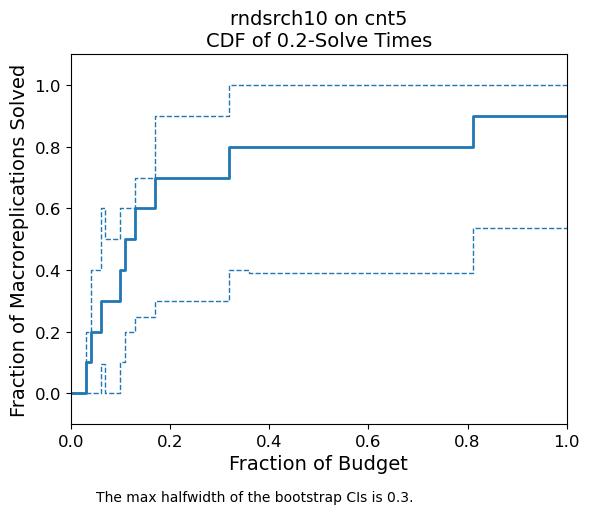 rndsrch10 on cnt5
CDF of 0.2-Solve Times
Fraction of Macroreplications Solved
1.0
0.8
0.6
0.4
0.2
0.0
0.0 0.2 0.4 0.6 0.8 1.0
Fraction of Budget
The max halfwidth of the bootstrap CIs is 0.3.